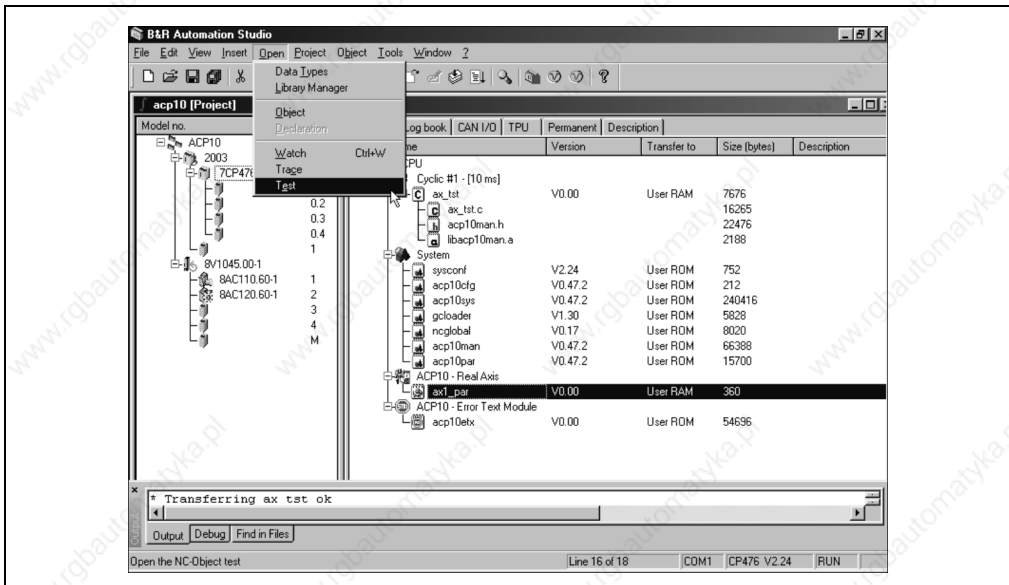 B&R Automation Studio
File Edit View Insert Open Project Object Tools Window ?
Data Types
Library Manager
Object
Declaration
Watch Ctrl+W
Trace
Test
acp10 [Project]
Model no.
ACP10
2003
7CP476
0.2
0.3
0.4
1
8V1045.00-1
8AC110.60-1 1
8AC120.60-1 2
3
4
M
Log book CAN I/O TPU Permanent Description
Version Transfer to Size (bytes) Description
CPU
Cyclic #1 - [10 ms]
ax_tst V0.00 User RAM 7676
ax_tst.c 16265
acp10man.h 22476
libacp10man.a 2188
System
sysconf V2.24 User ROM 752
acp10cfg V0.47.2 User ROM 212
acp10sys V0.47.2 User ROM 240416
gcloader V1.30 User ROM 5828
ncglobal V0.17 User ROM 8020
acp10man V0.47.2 User ROM 66388
acp10par V0.47.2 User ROM 15700
ACP10 - Real Axis
ax1_par V0.00 User RAM 360
ACP10 - Error Text Module
acp10etx V0.00 User ROM 54696
* Transferring ax tst ok
Output
Output Debug Find in Files
Open the NC-Object test Line 16 of 18 COM1 CP476 V2.24 RUN